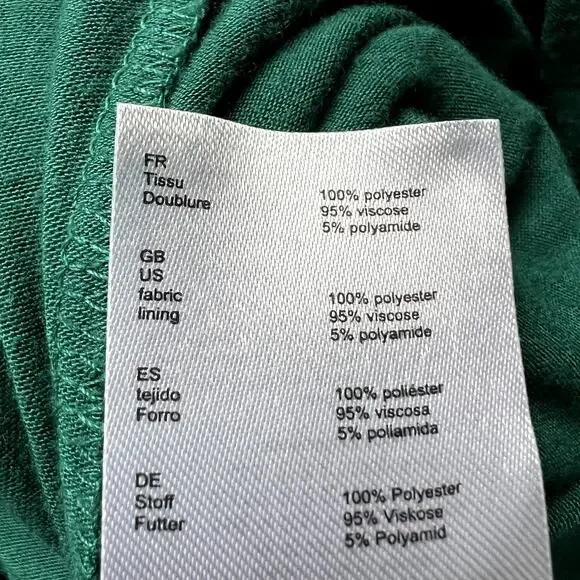 FR
Tissu 100% polyester
Doublure 95% viscose
5% polyamide
GB
US
fabric 100% polyester
lining 95% viscose
5% polyamide
ES
tejido 100% poliéster
Forro 95% viscosa
5% poliamida
DE
Stoff 100% Polyester
Futter 95% Viskose
5% Polyamid